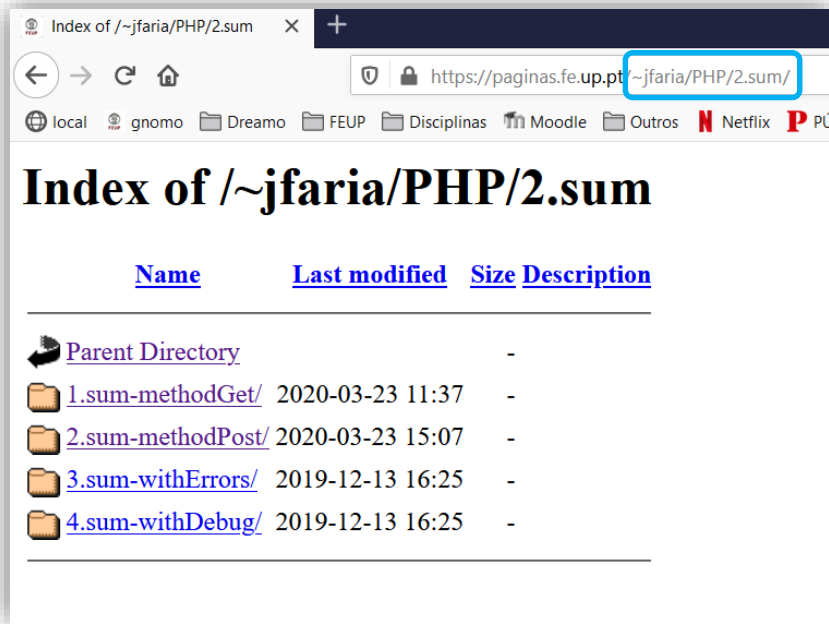 Index of /~jfaria/PHP/2.sum
https://paginas.fe.up.pt/~jfaria/PHP/2.sum/
local gnomo Dreamo FEUP Disciplinas Moodle Outros Netflix
Index of /~jfaria/PHP/2.sum
Name Last modified Size Description
Parent Directory -
1.sum-methodGet/ 2020-03-23 11:37 -
2.sum-methodPost/ 2020-03-23 15:07 -
3.sum-withErrors/ 2019-12-13 16:25 -
4.sum-withDebug/ 2019-12-13 16:25 -